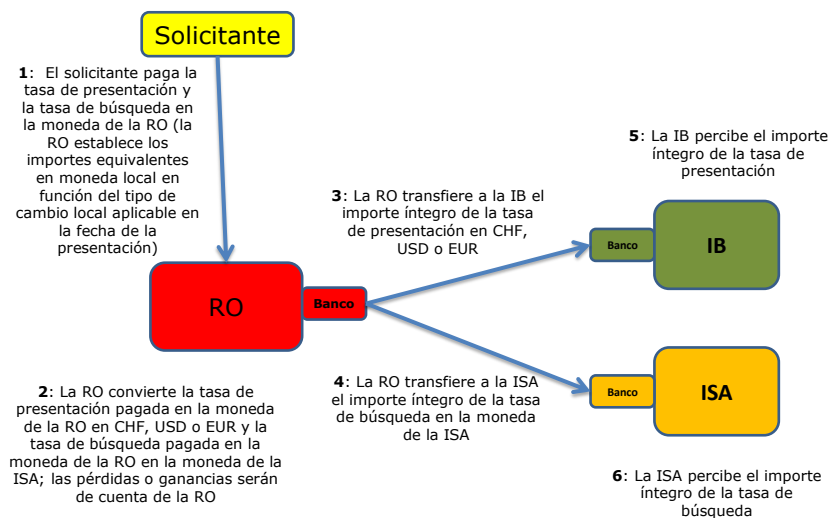 Solicitante
1: El solicitante paga la
tasa de presentación y
la tasa de búsqueda en
la moneda de la RO (la
RO establece los
importes equivalentes
en moneda local en
función del tipo de
cambio local aplicable en
la fecha de la
presentación)
5: La IB percibe el importe
íntegro de la tasa de
presentación
3: La RO transfiere a la IB el
importe íntegro de la tasa
de presentación en CHF,
USD o EUR
Banco
IB
RO
Banco
2: La RO convierte la tasa de
presentación pagada en la moneda
de la RO en CHF, USD o EUR y la
tasa de búsqueda pagada en la
moneda de la RO en la moneda de la
ISA; las pérdidas o ganancias serán
de cuenta de la RO
4: La RO transfiere a la ISA
el importe íntegro de la tasa
de búsqueda en la moneda
de la ISA
Banco
ISA
6: La ISA percibe el importe
íntegro de la tasa de
búsqueda